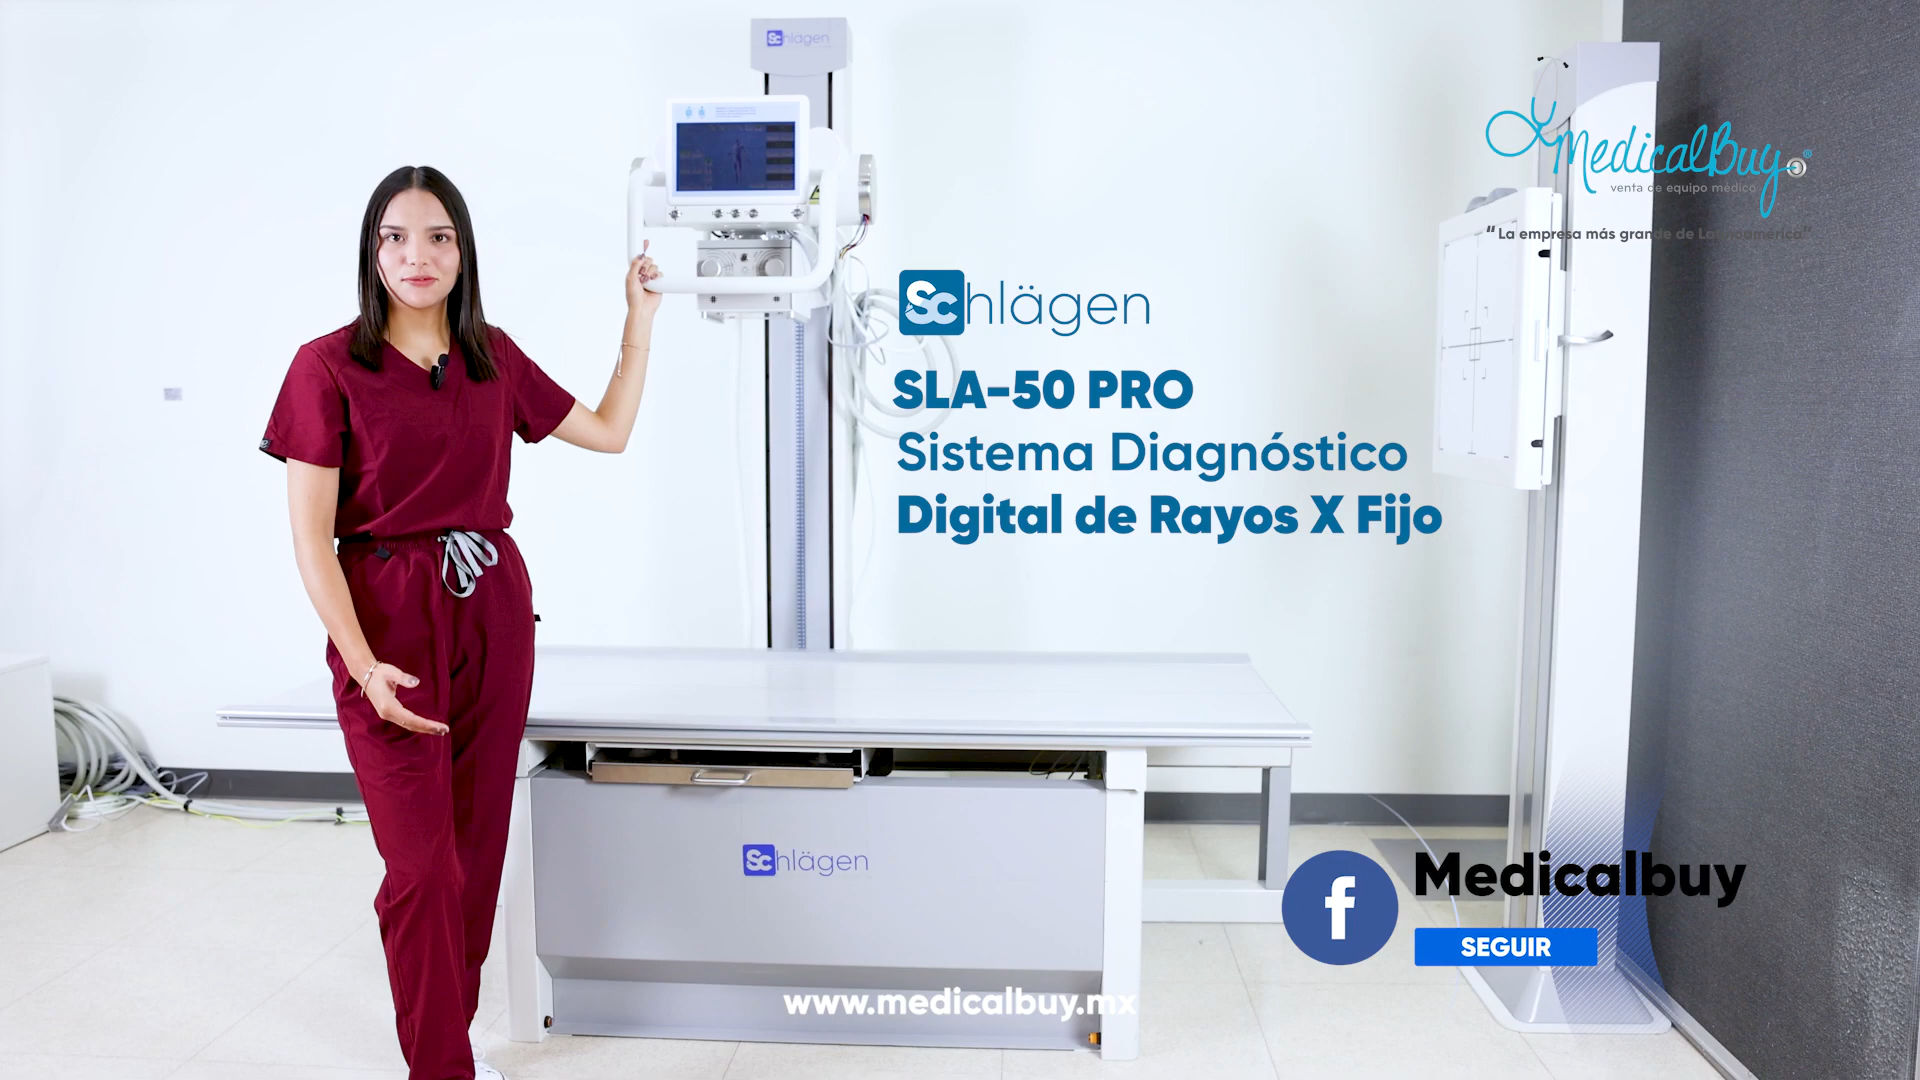 Schlägen
MedicalBuy®
venta de equipo médico
“La empresa más grande de Latinoamerica”
Schlägen
SLA-50 PRO
Sistema Diagnóstico
Digital de Rayos X Fijo
Schlägen
Medicalbuy
SEGUIR
www.medicalbuy.mx